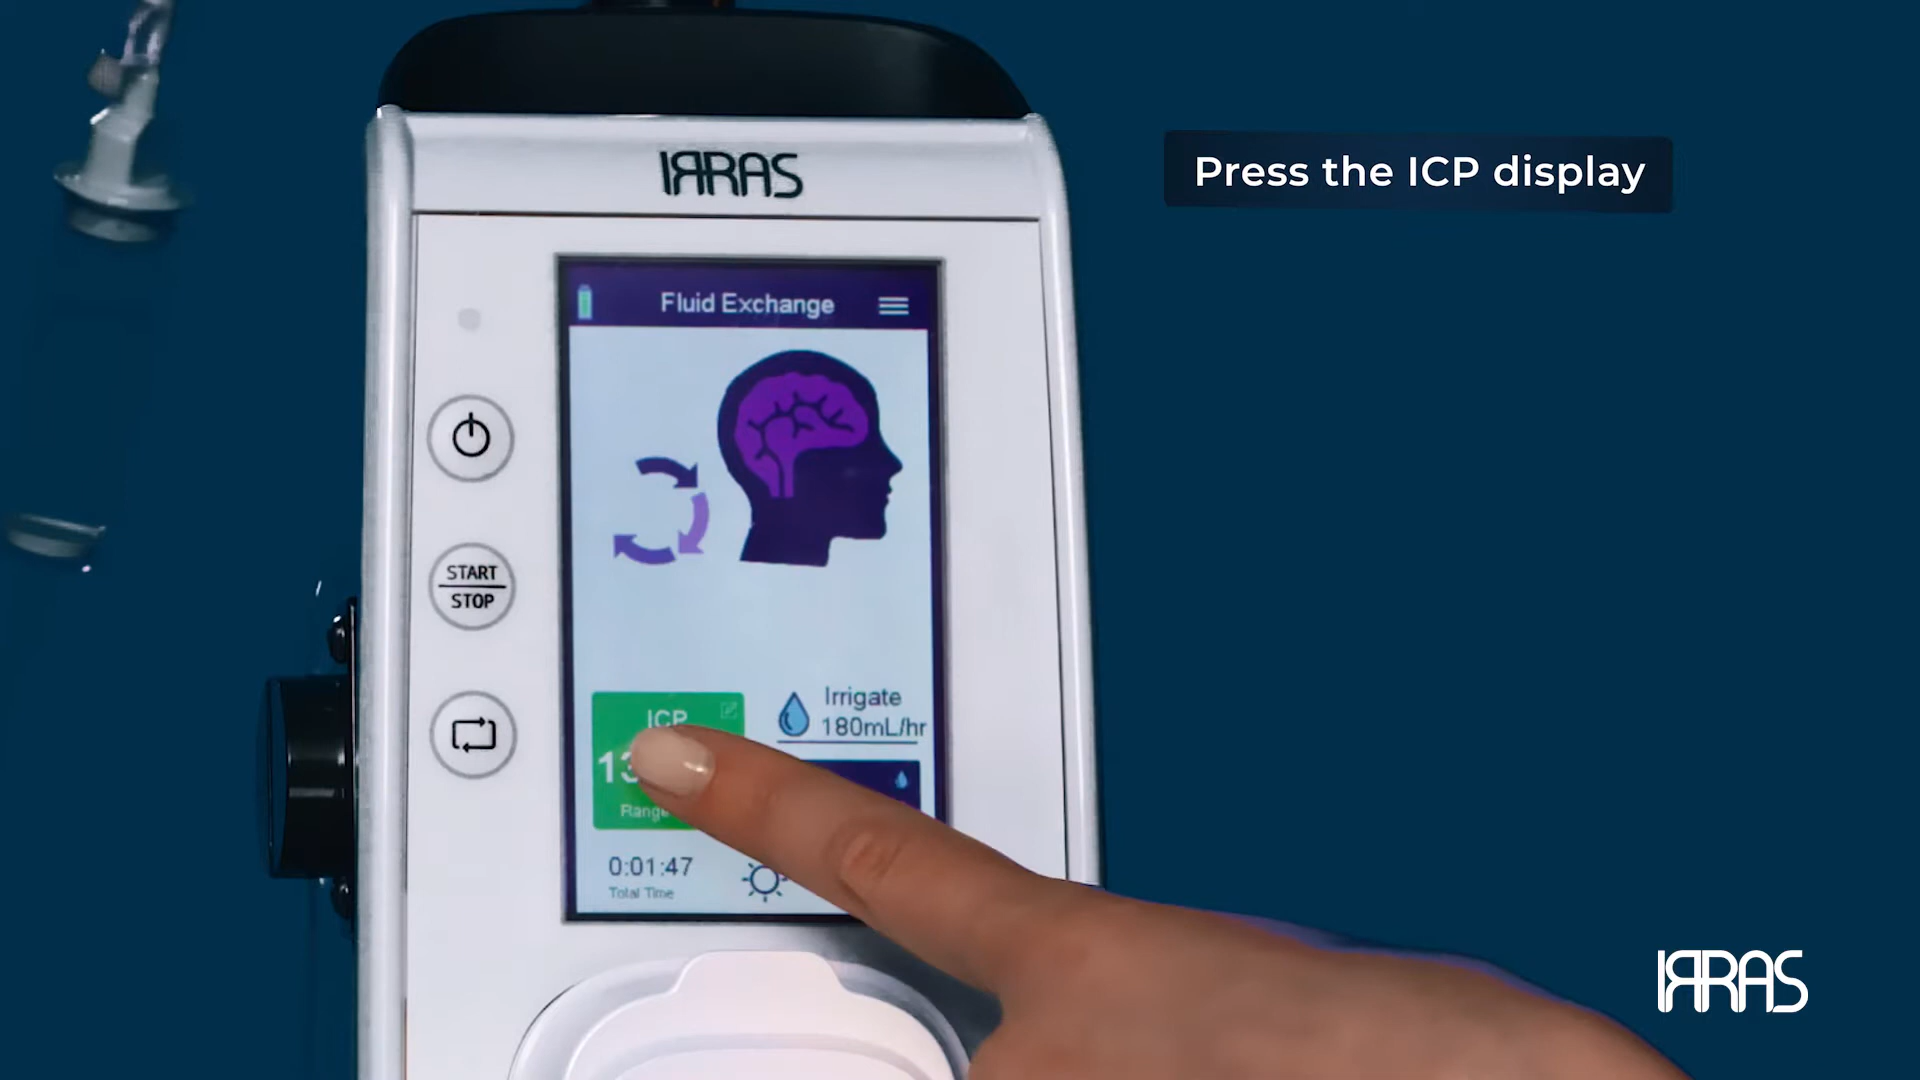 IRRAS
Press the ICP display
Fluid Exchange
START
STOP
Irrigate
180mL/hr
ICP
Range
0:01:47
Total Time
IRRAS